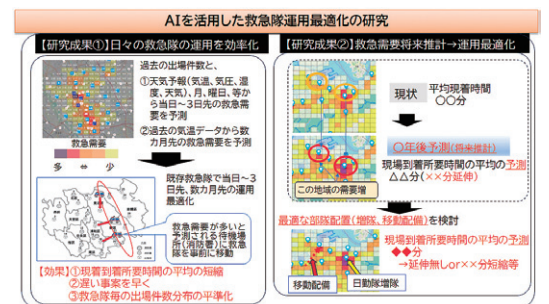 AIを活用した救急隊運用最適化の研究
【研究成果①】日々の救急隊の運用を効率化
過去の出場件数と、
①天気予報(気温、気圧、湿
度、天気)、月、曜日、等か
ら当日~3先の救急需
要を予測
②過去の気温データから数
カ月先の救急需要を予測
救急需要
多 ⇔ 少
既存救急隊で当日~3
日先、数カ月先の運用
最適化
救急需要が多いと
予測される待機場
所(消防署)に救急
隊を事前に移動
【効果】①現着到着所要時間の平均の短縮
②遅い事案を早く
③救急隊毎の出場件数分布の平準化
【研究成果②】救急需要将来推計→運用最適化
現状
平均現着時間
○○分
○年後予測(将来推計)
現場到着所要時間の平均の予測
△△分(××分延伸)
この地域の需要増
最適な部隊配置(増隊、移動配備)を検討
現場到着所要時間の平均の予測
◆◆分
→延伸無しor××分短縮等
移動配備
日勤隊増隊